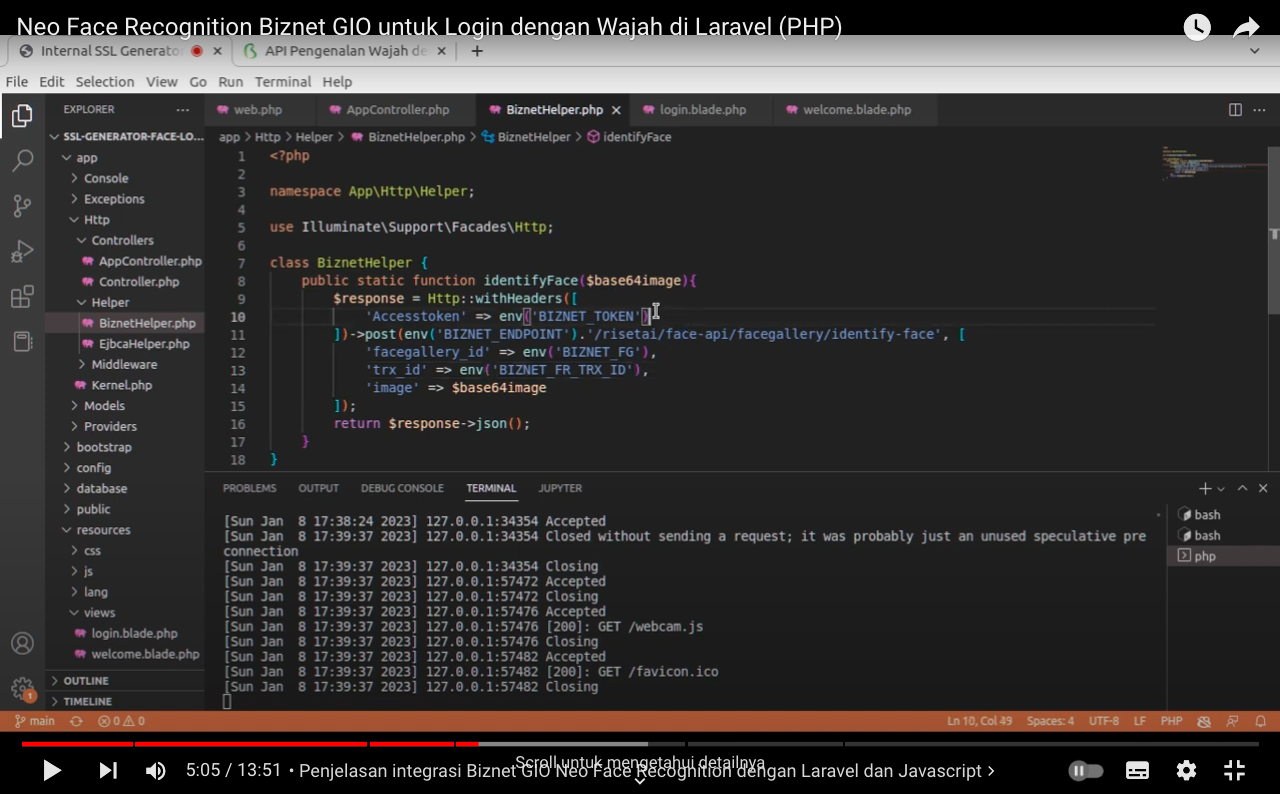 Neo Face Recognition Biznet GIO untuk Login dengan Wajah di Laravel (PHP)
Internal SSL Generato
API Pengenalan Wajah de
File Edit Selection View Go Run Terminal Help
EXPLORER
SSL-GENERATOR-FACE-LO...
app
Console
Exceptions
Http
Controllers
AppController.php
Controller.php
Helper
BiznetHelper.php
EjbcaHelper.php
Middleware
Kernel.php
Models
Providers
bootstrap
config
database
public
resources
css
js
lang
views
login.blade.php
welcome.blade.php
OUTLINE
TIMELINE
web.php AppController.php BiznetHelper.php login.blade.php welcome.blade.php
app > Http > Helper > BiznetHelper.php > BiznetHelper > identifyFace
1 <?php
2
3 namespace App\Http\Helper;
4
5 use Illuminate\Support\Facades\Http;
6
7 class BiznetHelper {
8 public static function identifyFace($base64image){
9 $response = Http::withHeaders([
10 'Accesstoken' => env('BIZNET_TOKEN')
11 ])->post(env('BIZNET_ENDPOINT').'/risetai/face-api/facegallery/identify-face', [
12 'facegallery_id' => env('BIZNET_FG'),
13 'trx_id' => env('BIZNET_FR_TRX_ID'),
14 'image' => $base64image
15 ]);
16 return $response->json();
17 }
18 }
PROBLEMS OUTPUT DEBUG CONSOLE TERMINAL JUPYTER
[Sun Jan 8 17:38:24 2023] 127.0.0.1:34354 Accepted
[Sun Jan 8 17:39:37 2023] 127.0.0.1:34354 Closed without sending a request; it was probably just an unused speculative pre
connection
[Sun Jan 8 17:39:37 2023] 127.0.0.1:34354 Closing
[Sun Jan 8 17:39:37 2023] 127.0.0.1:57472 Accepted
[Sun Jan 8 17:39:37 2023] 127.0.0.1:57472 Closing
[Sun Jan 8 17:39:37 2023] 127.0.0.1:57476 Accepted
[Sun Jan 8 17:39:37 2023] 127.0.0.1:57476 [200]: GET /webcam.js
[Sun Jan 8 17:39:37 2023] 127.0.0.1:57476 Closing
[Sun Jan 8 17:39:37 2023] 127.0.0.1:57482 Accepted
[Sun Jan 8 17:39:37 2023] 127.0.0.1:57482 [200]: GET /favicon.ico
[Sun Jan 8 17:39:37 2023] 127.0.0.1:57482 Closing
bash
bash
php
1
main 0 0 Ln 10, Col 49 Spaces: 4 UTF-8 LF PHP
Scroll untuk mengetahui detailnya
5:05 / 13:51 • Penjelasan integrasi Biznet GIO Neo Face Recognition dengan Laravel dan Javascript >